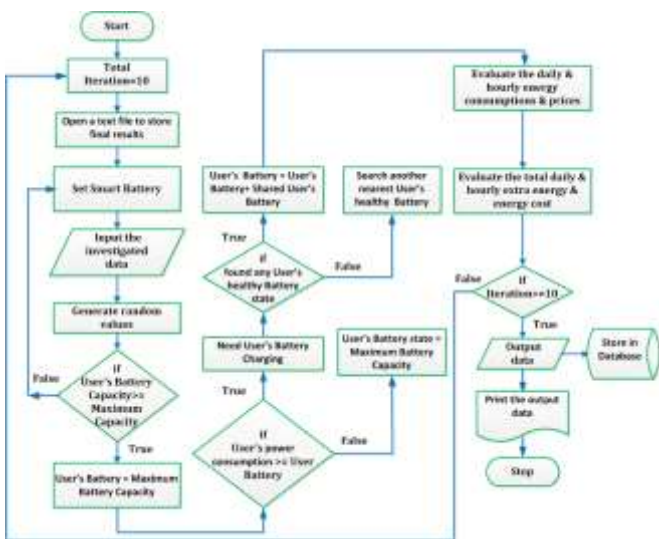 Start
Total
Iteration=10
Open a text file to store
final results
Set Smart Battery
Input the
investigated
data
Generate random
values
if
User's Battery
Capacity>=
Maximum
Capacity
False
True
User's Battery = Maximum
Battery Capacity
if
User's power
consumption >= User
Battery
True
False
Need User's Battery
Charging
User's Battery state =
Maximum Battery
Capacity
if
found any User's
healthy Battery
state
True
False
User's Battery = User's
Battery+ Shared User's
Battery
Search another
nearest User's
healthy Battery
Evaluate the daily &
hourly energy
consumptions & prices
Evaluate the total daily &
hourly extra energy &
energy cost
if
Iteration>=10
False
True
Output
data
Store in
Database
Print the output
data
Stop